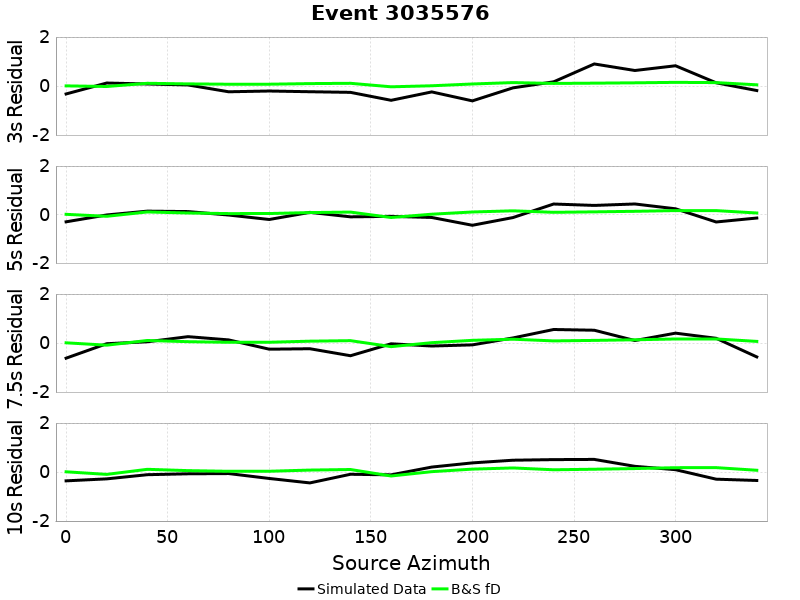 Event 3035576
3s Residual
2
0
-2
5s Residual
2
0
-2
7.5s Residual
2
0
-2
10s Residual
2
0
-2
0 50 100 150 200 250 300
Source Azimuth
Simulated Data B&S fD